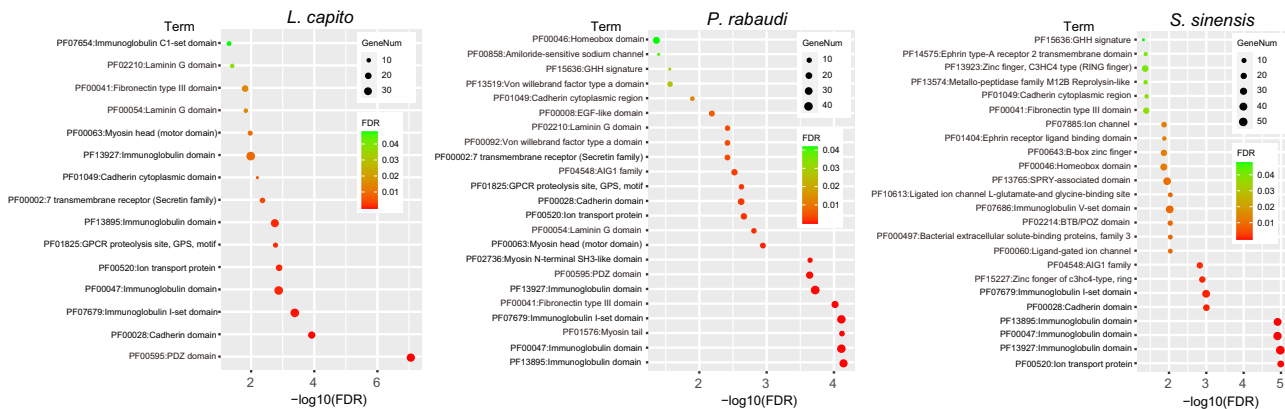 L. capito
Term
PF07654:Immunoglobulin C1-set domain
PF02210:Laminin G domain
PF00041:Fibronectin type III domain
PF00054:Laminin G domain
PF00063:Myosin head (motor domain)
PF13927:Immunoglobulin domain
PF01049:Cadherin cytoplasmic domain
PF00002:7 transmembrane receptor (Secretin family)
PF13895:Immunoglobulin domain
PF01825:GPCR proteolysis site, GPS, motif
PF00520:Ion transport protein
PF00047:Immunoglobulin domain
PF07679:Immunoglobulin I-set domain
PF00028:Cadherin domain
PF00595:PDZ domain
2
4
6
−log10(FDR)
GeneNum
10
20
30
FDR
0.04
0.03
0.02
0.01
P. rabaudi
Term
PF00046:Homeobox domain
PF00858:Amiloride-sensitive sodium channel
PF15636:GHH signature
PF13519:Von willebrand factor type a domain
PF01049:Cadherin cytoplasmic region
PF00008:EGF-like domain
PF02210:Laminin G domain
PF00092:Von willebrand factor type a domain
PF00002:7 transmembrane receptor (Secretin family)
PF04548:AIG1 family
PF01825:GPCR proteolysis site, GPS, motif
PF00028:Cadherin domain
PF00520:Ion transport protein
PF00054:Laminin G domain
PF00063:Myosin head (motor domain)
PF02736:Myosin N-terminal SH3-like domain
PF00595:PDZ domain
PF13927:Immunoglobulin domain
PF00041:Fibronectin type III domain
PF07679:Immunoglobulin I-set domain
PF01576:Myosin tail
PF00047:Immunoglobulin domain
PF13895:Immunoglobulin domain
2
3
4
−log10(FDR)
GeneNum
10
20
30
40
FDR
0.04
0.03
0.02
0.01
S. sinensis
Term
PF15636:GHH signature
PF14575:Ephrin type-A receptor 2 transmembrane domain
PF13923:Zinc finger, C3HC4 type (RING finger)
PF13574:Metallo-peptidase family M12B Reprolysin-like
PF01049:Cadherin cytoplasmic region
PF00041:Fibronectin type III domain
PF07885:Ion channel
PF01404:Ephrin receptor ligand binding domain
PF00643:B-box zinc finger
PF00046:Homeobox domain
PF13765:SPRY-associated domain
PF10613:Ligated ion channel L-glutamate-and glycine-binding site
PF07686:Immunoglobulin V-set domain
PF02214:BTB/POZ domain
PF000497:Bacterial extracellular solute-binding proteins, family 3
PF00060:Ligand-gated ion channel
PF04548:AIG1 family
PF15227:Zinc fonger of c3hc4-type, ring
PF07679:Immunoglobulin I-set domain
PF00028:Cadherin domain
PF13895:Immunoglobulin domain
PF00047:Immunoglobulin domain
PF13927:Immunoglobulin domain
PF00520:Ion transport protein
2
3
4
5
−log10(FDR)
GeneNum
10
20
30
40
50
FDR
0.04
0.03
0.02
0.01